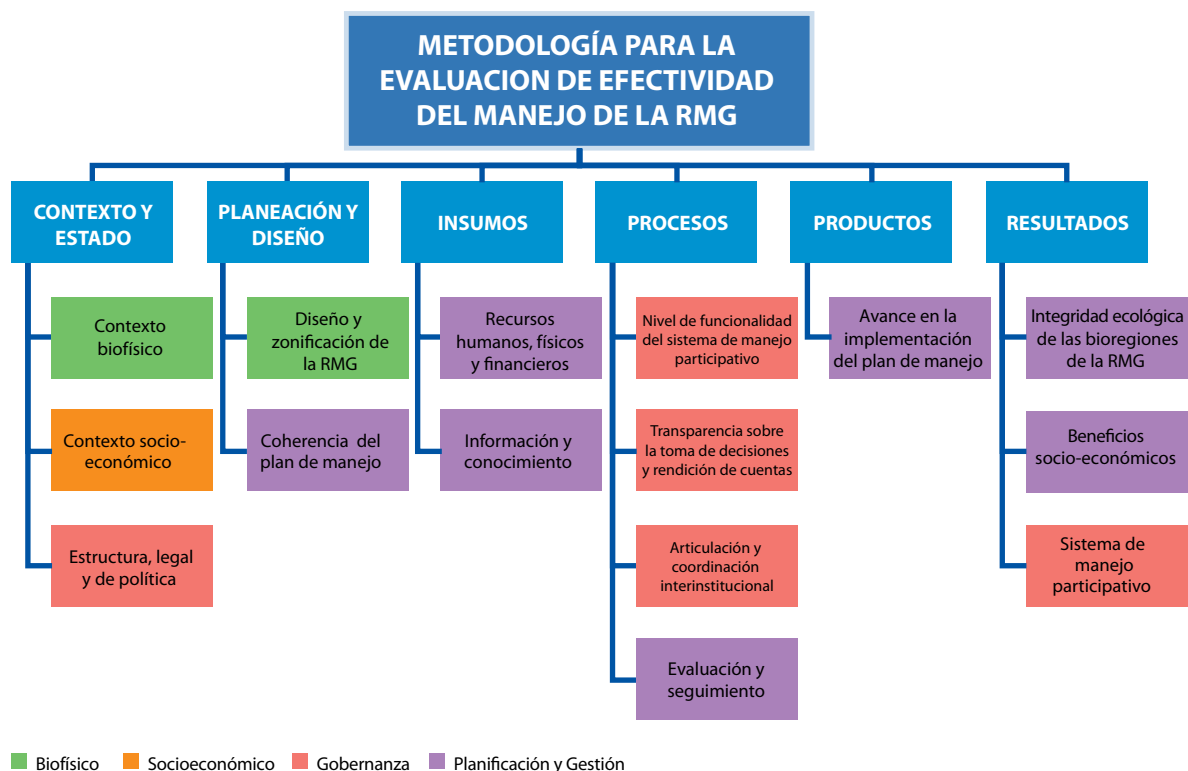 METODOLOGÍA PARA LA
EVALUACION DE EFECTIVIDAD
DEL MANEJO DE LA RMG
CONTEXTO Y
ESTADO
PLANEACIÓN Y
DISEÑO
INSUMOS
PROCESOS
PRODUCTOS
RESULTADOS
Contexto
biofísico
Contexto socio-
económico
Estructura, legal
y de política
Diseño y
zonificación de
la RMG
Coherencia del
plan de manejo
Recursos
humanos, físicos
y financieros
Información y
conocimiento
Nivel de funcionalidad
del sistema de manejo
participativo
Transparencia sobre
la toma de decisiones
y rendición de cuentas
Articulación y
coordinación
interinstitucional
Evaluación y
seguimiento
Avance en la
implementación
del plan de manejo
Integridad ecológica
de las bioregiones
de la RMG
Beneficios
socio-económicos
Sistema de
manejo
participativo
Biofísico
Socioeconómico
Gobernanza
Planificación y Gestión